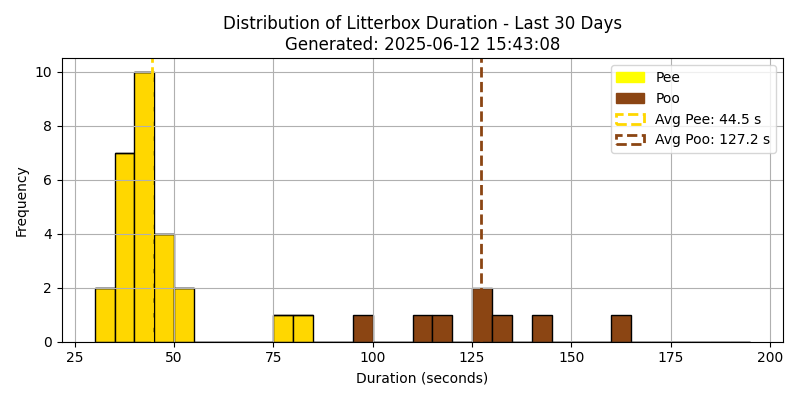 Distribution of Litterbox Duration - Last 30 Days
Generated: 2025-06-12 15:43:08
Pee
Poo
Avg Pee: 44.5 s
Avg Poo: 127.2 s
Frequency
10
8
6
4
2
0
25 50 75 100 125 150 175 200
Duration (seconds)